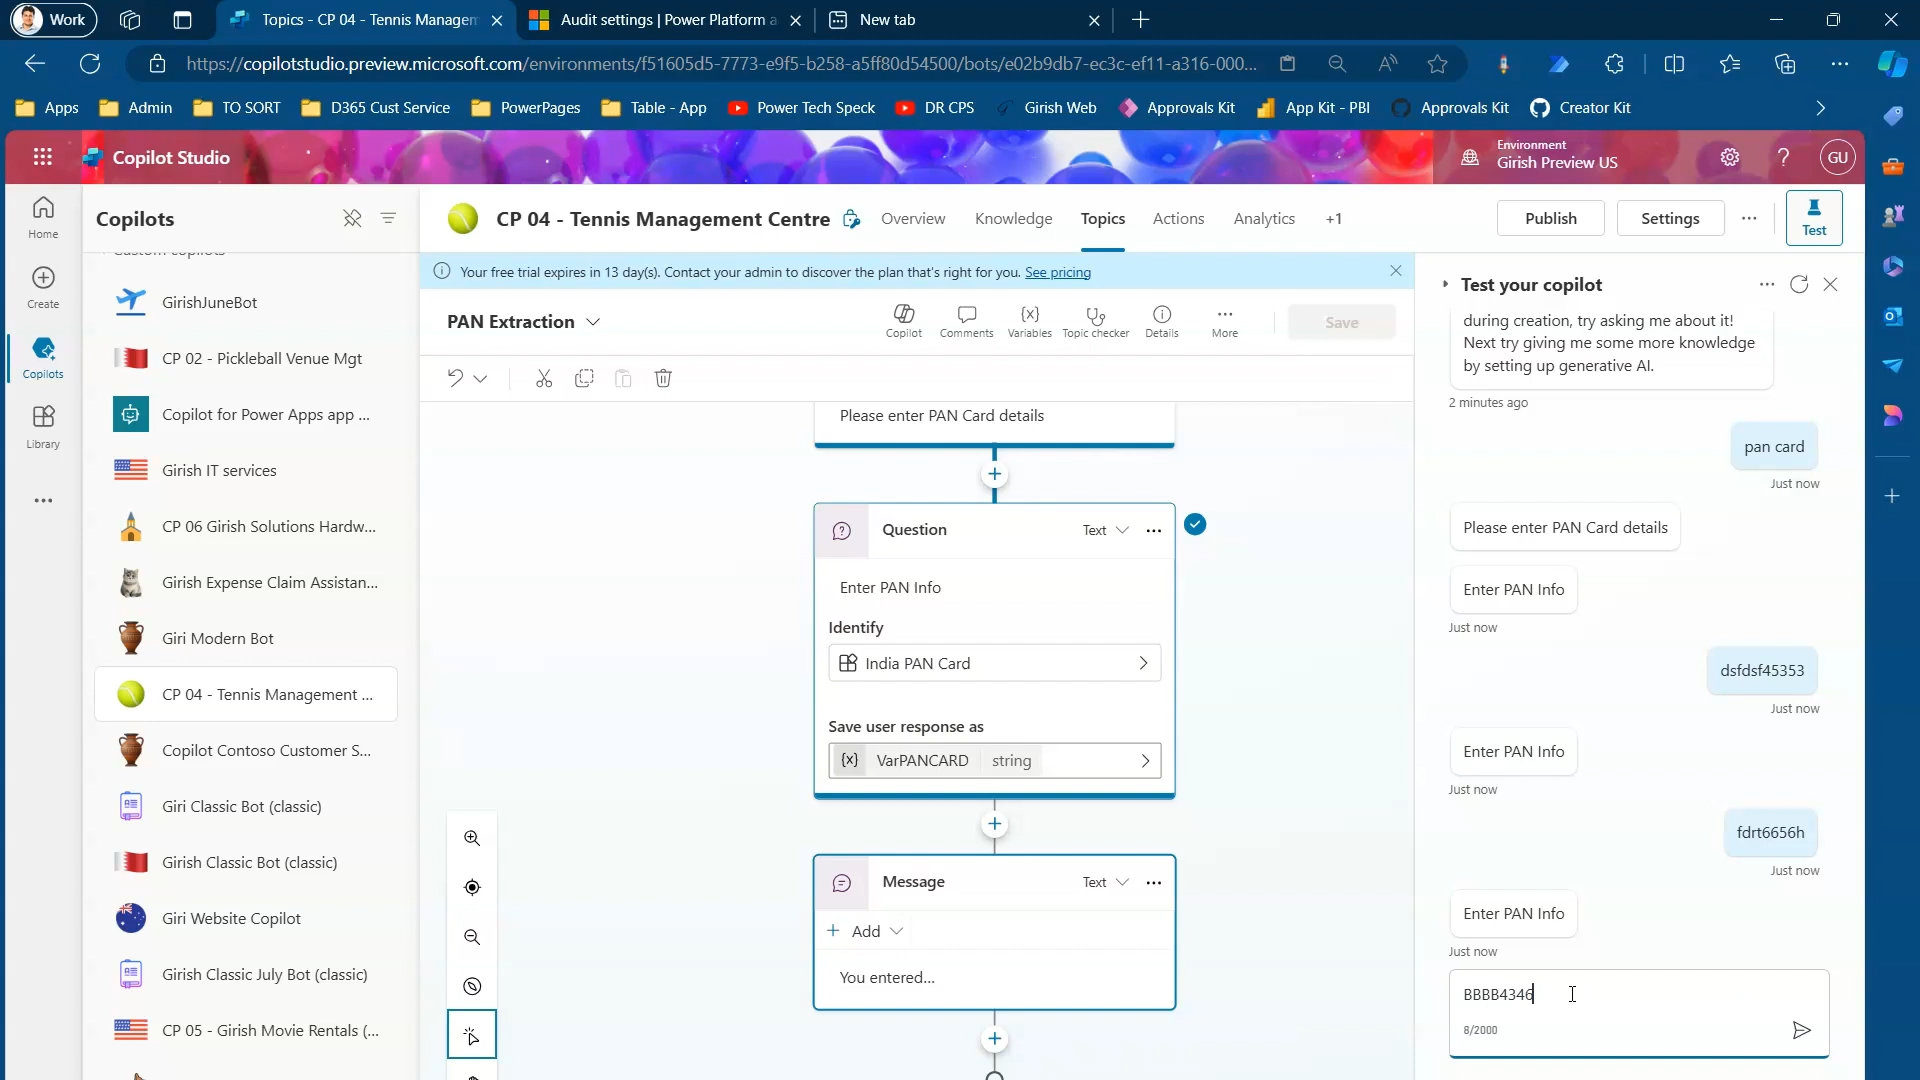 Work
Topics - CP 04 - Tennis Managem
Audit settings | Power Platform a
New tab
https://copilotstudio.preview.microsoft.com/environments/f51605d5-7773-e9f5-b258-a5ff80d54500/bots/e02b9db7-ec3c-ef11-a316-000...
Apps
Admin
TO SORT
D365 Cust Service
PowerPages
Table - App
Power Tech Speck
DR CPS
Girish Web
Approvals Kit
App Kit - PBI
Approvals Kit
Creator Kit
Copilot Studio
Environment
Girish Preview US
GU
Home
Create
Copilots
Library
Copilots
Custom copilots
GirishJuneBot
CP 02 - Pickleball Venue Mgt
Copilot for Power Apps app ...
Girish IT services
CP 06 Girish Solutions Hardw...
Girish Expense Claim Assistan...
Giri Modern Bot
CP 04 - Tennis Management ...
Copilot Contoso Customer S...
Giri Classic Bot (classic)
Girish Classic Bot (classic)
Giri Website Copilot
Girish Classic July Bot (classic)
CP 05 - Girish Movie Rentals (...
CP 04 - Tennis Management Centre
Overview
Knowledge
Topics
Actions
Analytics
+1
Publish
Settings
Test
Your free trial expires in 13 day(s). Contact your admin to discover the plan that's right for you. See pricing
PAN Extraction
Copilot
Comments
Variables
Topic checker
Details
More
Save
Please enter PAN Card details
Question
Text
Enter PAN Info
Identify
India PAN Card
Save user response as
{x} VarPANCARD string
Message
Text
Add
You entered...
Test your copilot
during creation, try asking me about it!
Next try giving me some more knowledge
by setting up generative AI.
2 minutes ago
pan card
Just now
Please enter PAN Card details
Enter PAN Info
Just now
dsfdsf45353
Just now
Enter PAN Info
Just now
fdrt6656h
Just now
Enter PAN Info
Just now
BBBB4346
8/2000